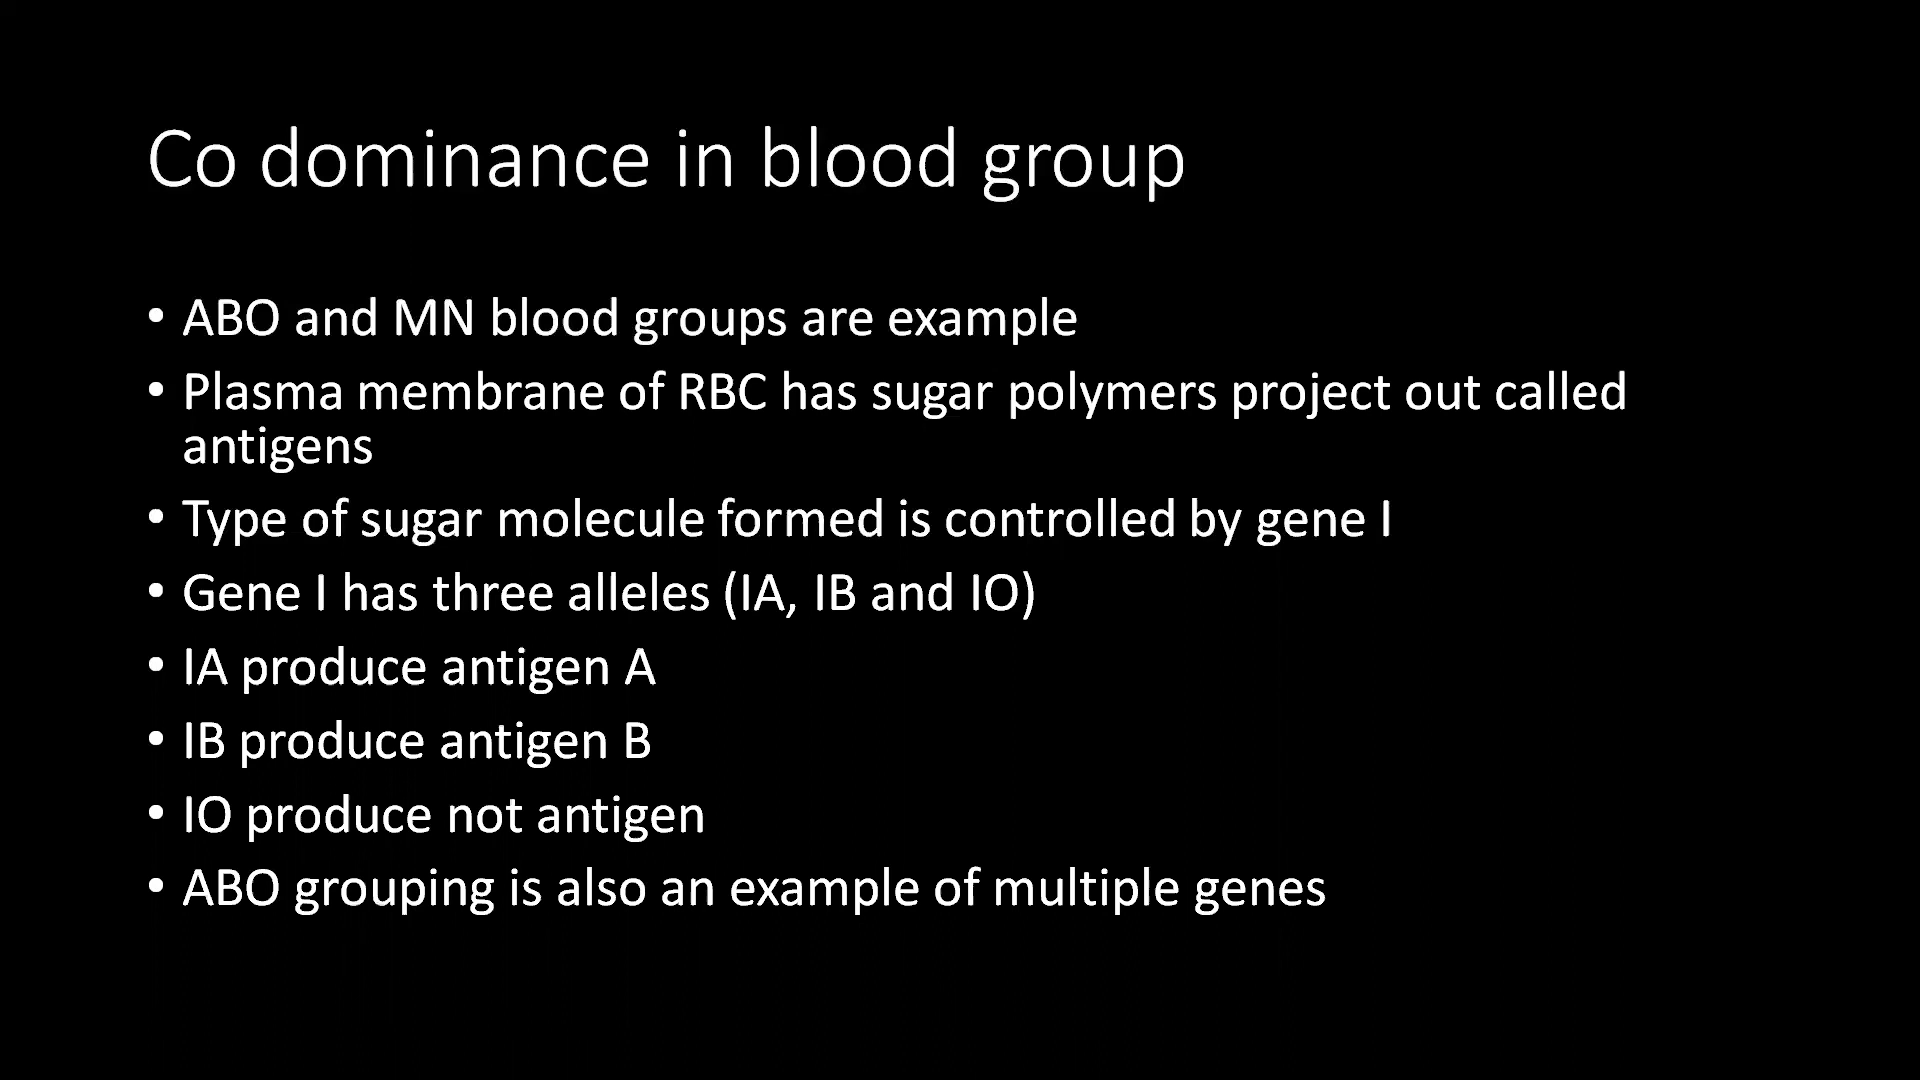 Co dominance in blood group
• ABO and MN blood groups are example
• Plasma membrane of RBC has sugar polymers project out called
antigens
• Type of sugar molecule formed is controlled by gene I
• Gene I has three alleles (IA, IB and IO)
• IA produce antigen A
• IB produce antigen B
• IO produce not antigen
• ABO grouping is also an example of multiple genes